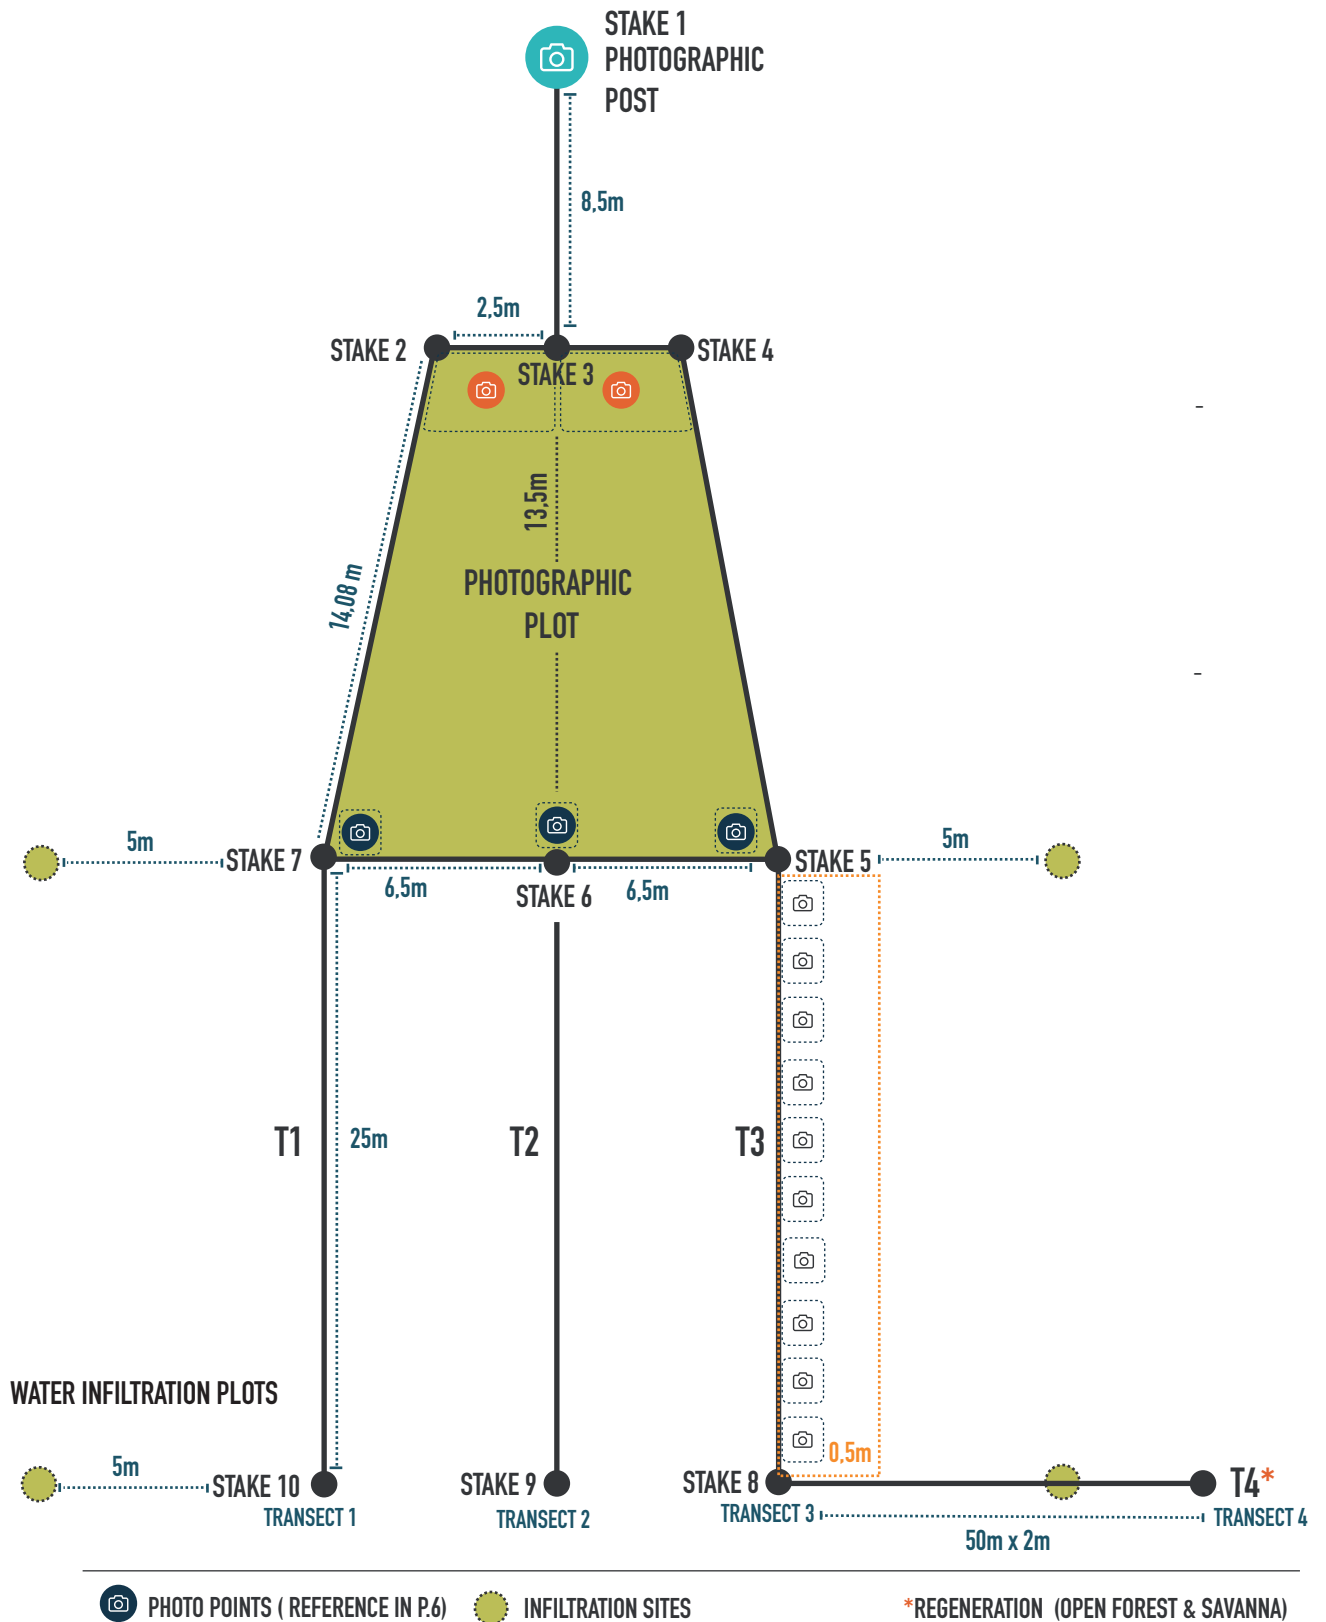 STAKE 1
PHOTOGRAPHIC
POST
8,5m
2,5m
STAKE 2
STAKE 3
STAKE 4
-
13,5m
14,08 m
PHOTOGRAPHIC
PLOT
-
5m
STAKE 7
6,5m
STAKE 6
6,5m
STAKE 5
5m
T1
25m
T2
T3
WATER INFILTRATION PLOTS
0,5m
5m
STAKE 10
STAKE 9
STAKE 8
T4*
TRANSECT 1
TRANSECT 2
TRANSECT 3
TRANSECT 4
50m x 2m
PHOTO POINTS ( REFERENCE IN P.6)
INFILTRATION SITES
*REGENERATION (OPEN FOREST & SAVANNA)